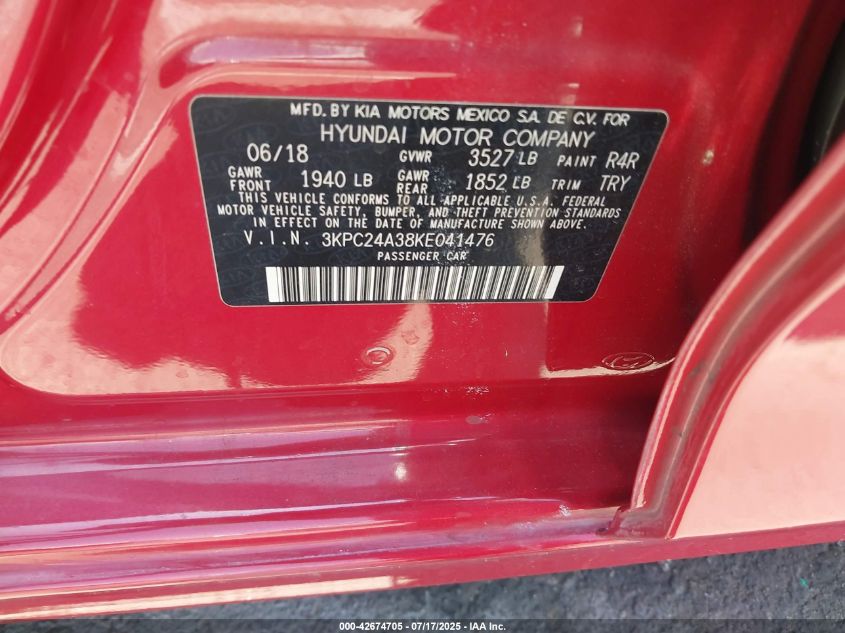 MFD. BY KIA MOTORS MEXICO S.A. DE C.V. FOR
HYUNDAI MOTOR COMPANY
06/18 GVWR 3527 LB PAINT R4R
GAWR FRONT 1940 LB GAWR REAR 1852 LB TRIM TRY
THIS VEHICLE CONFORMS TO ALL APPLICABLE U.S.A. FEDERAL
MOTOR VEHICLE SAFETY, BUMPER, AND THEFT PREVENTION STANDARDS
IN EFFECT ON THE DATE OF MANUFACTURE SHOWN ABOVE.
V.I.N. 3KPC24A38KE041476
PASSENGER CAR
000-42674705 - 07/17/2025 - IAA Inc.